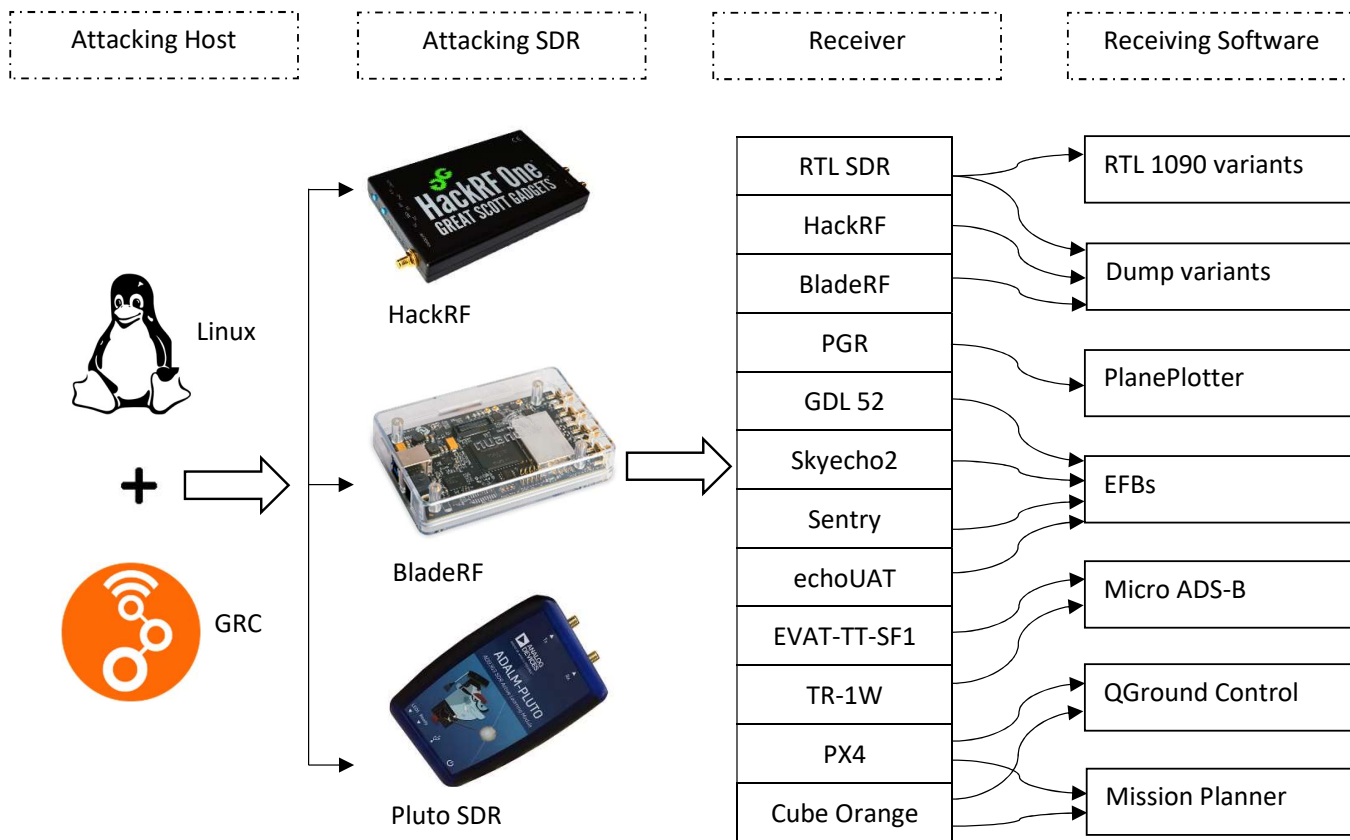 Attacking Host
Attacking SDR
Receiver
Receiving Software
HackRF One
GREAT SCOTT GADGETS
HackRF
Linux
GRC
BladeRF
ANALOG
DEVICES
ADALM-PLUTO
Pluto SDR
RTL SDR
HackRF
BladeRF
PGR
GDL 52
Skyecho2
Sentry
echoUAT
EVAT-TT-SF1
TR-1W
PX4
Cube Orange
RTL 1090 variants
Dump variants
PlanePlotter
EFBs
Micro ADS-B
QGround Control
Mission Planner